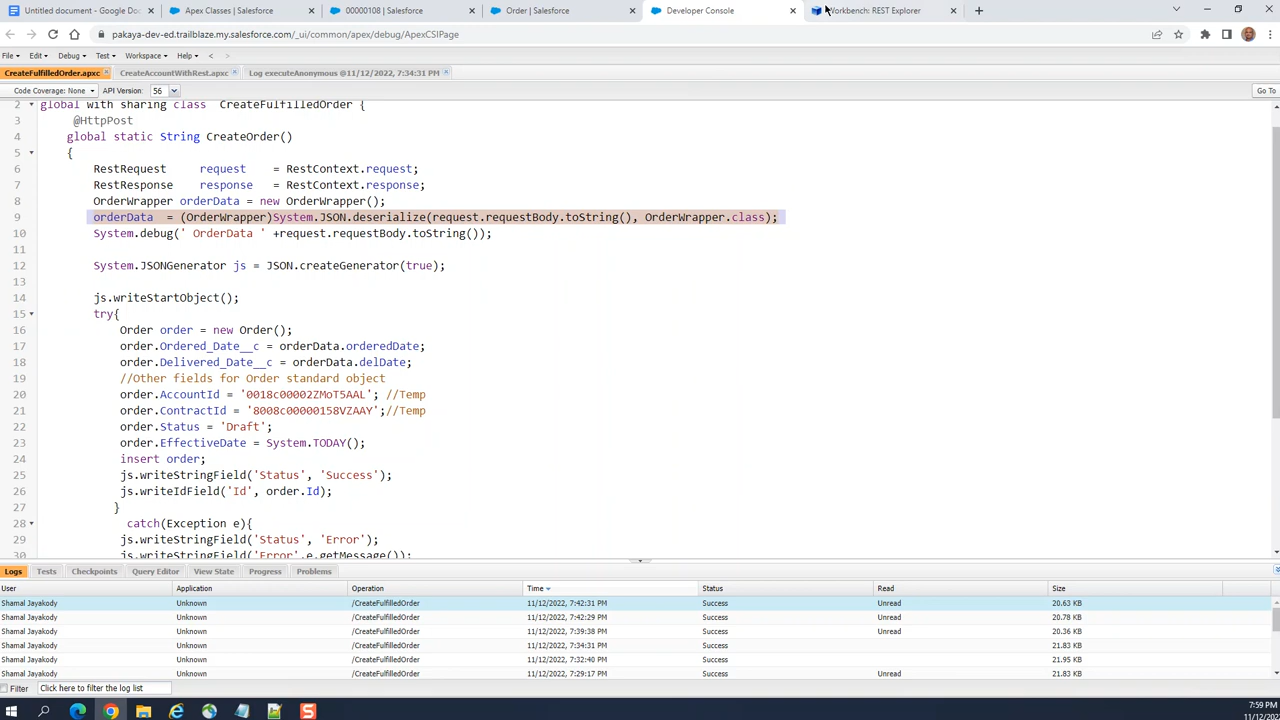 Untitled document - Google Doc
Apex Classes | Salesforce
00000108 | Salesforce
Order | Salesforce
Developer Console
Workbench: REST Explorer
pakaya-dev-ed.trailblaze.my.salesforce.com/_ui/common/apex/debug/ApexCSIPage
File Edit Debug Test Workspace Help < >
CreateFulfilledOrder.apxc
CreateAccountWithRest.apxc
Log executeAnonymous @11/12/2022, 7:34:31 PM
Code Coverage: None API Version: 56 Go To
2 global with sharing class  CreateFulfilledOrder {
3 @HttpPost
4 global static String CreateOrder()
5 {
6 RestRequest    request    = RestContext.request;
7 RestResponse   response   = RestContext.response;
8 OrderWrapper orderData = new OrderWrapper();
9 orderData  = (OrderWrapper)System.JSON.deserialize(request.requestBody.toString(), OrderWrapper.class);
10 System.debug(' OrderData ' +request.requestBody.toString());
11
12 System.JSONGenerator js = JSON.createGenerator(true);
13
14 js.writeStartObject();
15 try{
16 Order order = new Order();
17 order.Ordered_Date__c = orderData.orderedDate;
18 order.Delivered_Date__c = orderData.delDate;
19 //Other fields for Order standard object
20 order.AccountId = '0018c00002ZMoT5AAL'; //Temp
21 order.ContractId = '8008c00000158VZAAY';//Temp
22 order.Status = 'Draft';
23 order.EffectiveDate = System.TODAY();
24 insert order;
25 js.writeStringField('Status', 'Success');
26 js.writeIdField('Id', order.Id);
27 }
28 catch(Exception e){
29 js.writeStringField('Status', 'Error');
30 js.writeStringField('Error',e.getMessage());
Logs Tests Checkpoints Query Editor View State Progress Problems
User Application Operation Time Status Read Size
Shamal Jayakody Unknown /CreateFulfilledOrder 11/12/2022, 7:42:31 PM Success Unread 20.63 KB
Shamal Jayakody Unknown /CreateFulfilledOrder 11/12/2022, 7:42:29 PM Success Unread 20.78 KB
Shamal Jayakody Unknown /CreateFulfilledOrder 11/12/2022, 7:39:38 PM Success Unread 20.36 KB
Shamal Jayakody Unknown /CreateFulfilledOrder 11/12/2022, 7:34:31 PM Success 21.83 KB
Shamal Jayakody Unknown /CreateFulfilledOrder 11/12/2022, 7:32:40 PM Success 21.95 KB
Shamal Jayakody Unknown /CreateFulfilledOrder 11/12/2022, 7:29:17 PM Success Unread 21.83 KB
Filter Click here to filter the log list
7:59 PM
11/12/2022